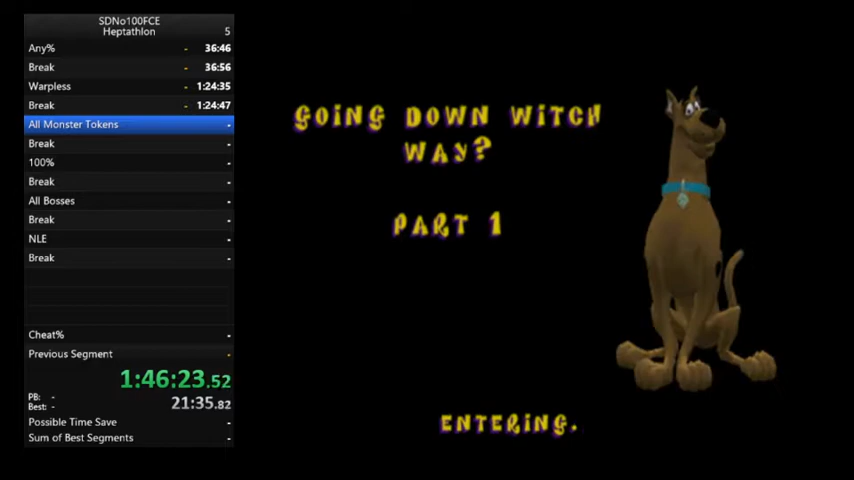 SDNo100FCE
Heptathlon 5
Any% - 36:46
Break - 36:56
Warpless - 1:24:35
Break - 1:24:47
All Monster Tokens -
Break -
100% -
Break -
All Bosses -
Break -
NLE -
Break -
Cheat% -
Previous Segment -
1:46:23.52
PB: -
Best: - 21:35.82
Possible Time Save -
Sum of Best Segments -
GOING DOWN WITCH
WAY?
PART 1
ENTERING.